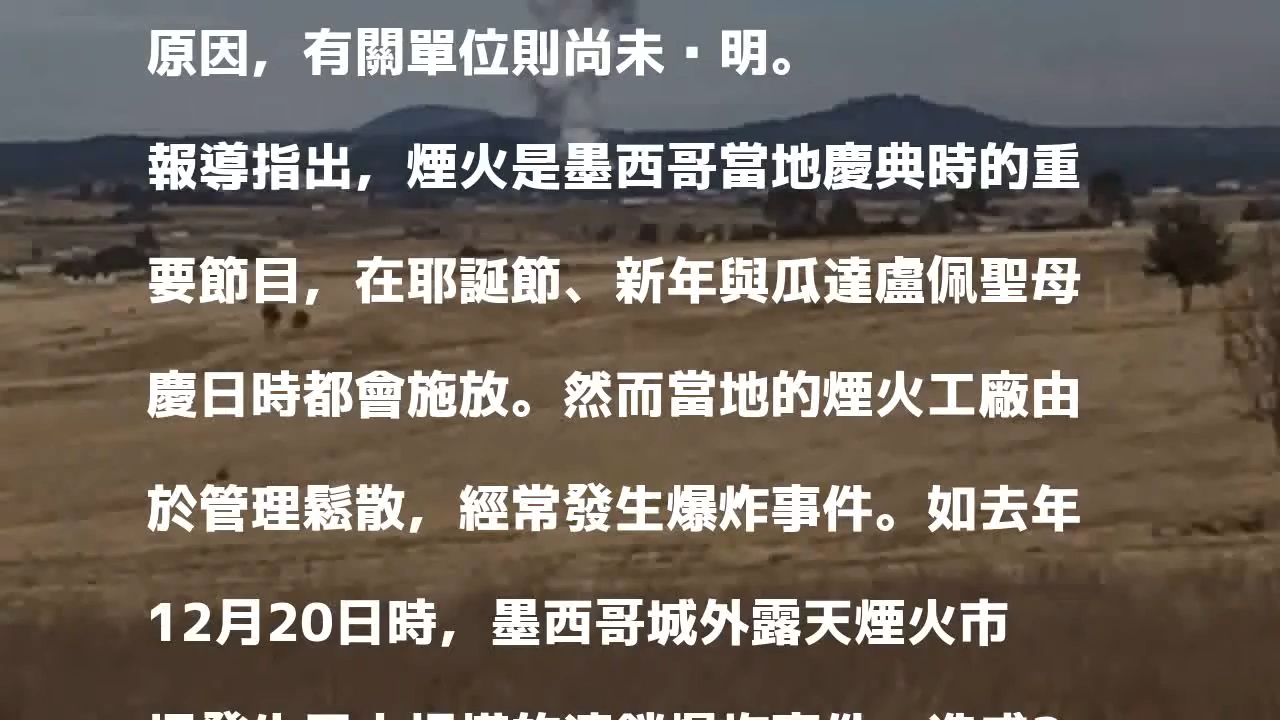 原因，有關單位則尚未·明。
報導指出，煙火是墨西哥當地慶典時的重
要節目，在耶誕節、新年與瓜達盧佩聖母
慶日時都會施放。然而當地的煙火工廠由
於管理鬆散，經常發生爆炸事件。如去年
12月20日時，墨西哥城外露天煙火市